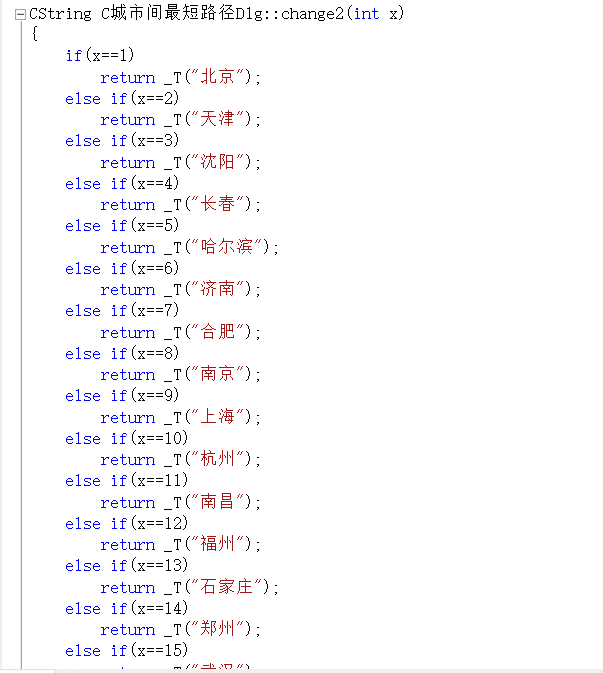 CString C城市间最短路径Dlg::change2(int x)
{
if(x==1)
return _T("北京");
else if(x==2)
return _T("天津");
else if(x==3)
return _T("沈阳");
else if(x==4)
return _T("长春");
else if(x==5)
return _T("哈尔滨");
else if(x==6)
return _T("济南");
else if(x==7)
return _T("合肥");
else if(x==8)
return _T("南京");
else if(x==9)
return _T("上海");
else if(x==10)
return _T("杭州");
else if(x==11)
return _T("南昌");
else if(x==12)
return _T("福州");
else if(x==13)
return _T("石家庄");
else if(x==14)
return _T("郑州");
else if(x==15)